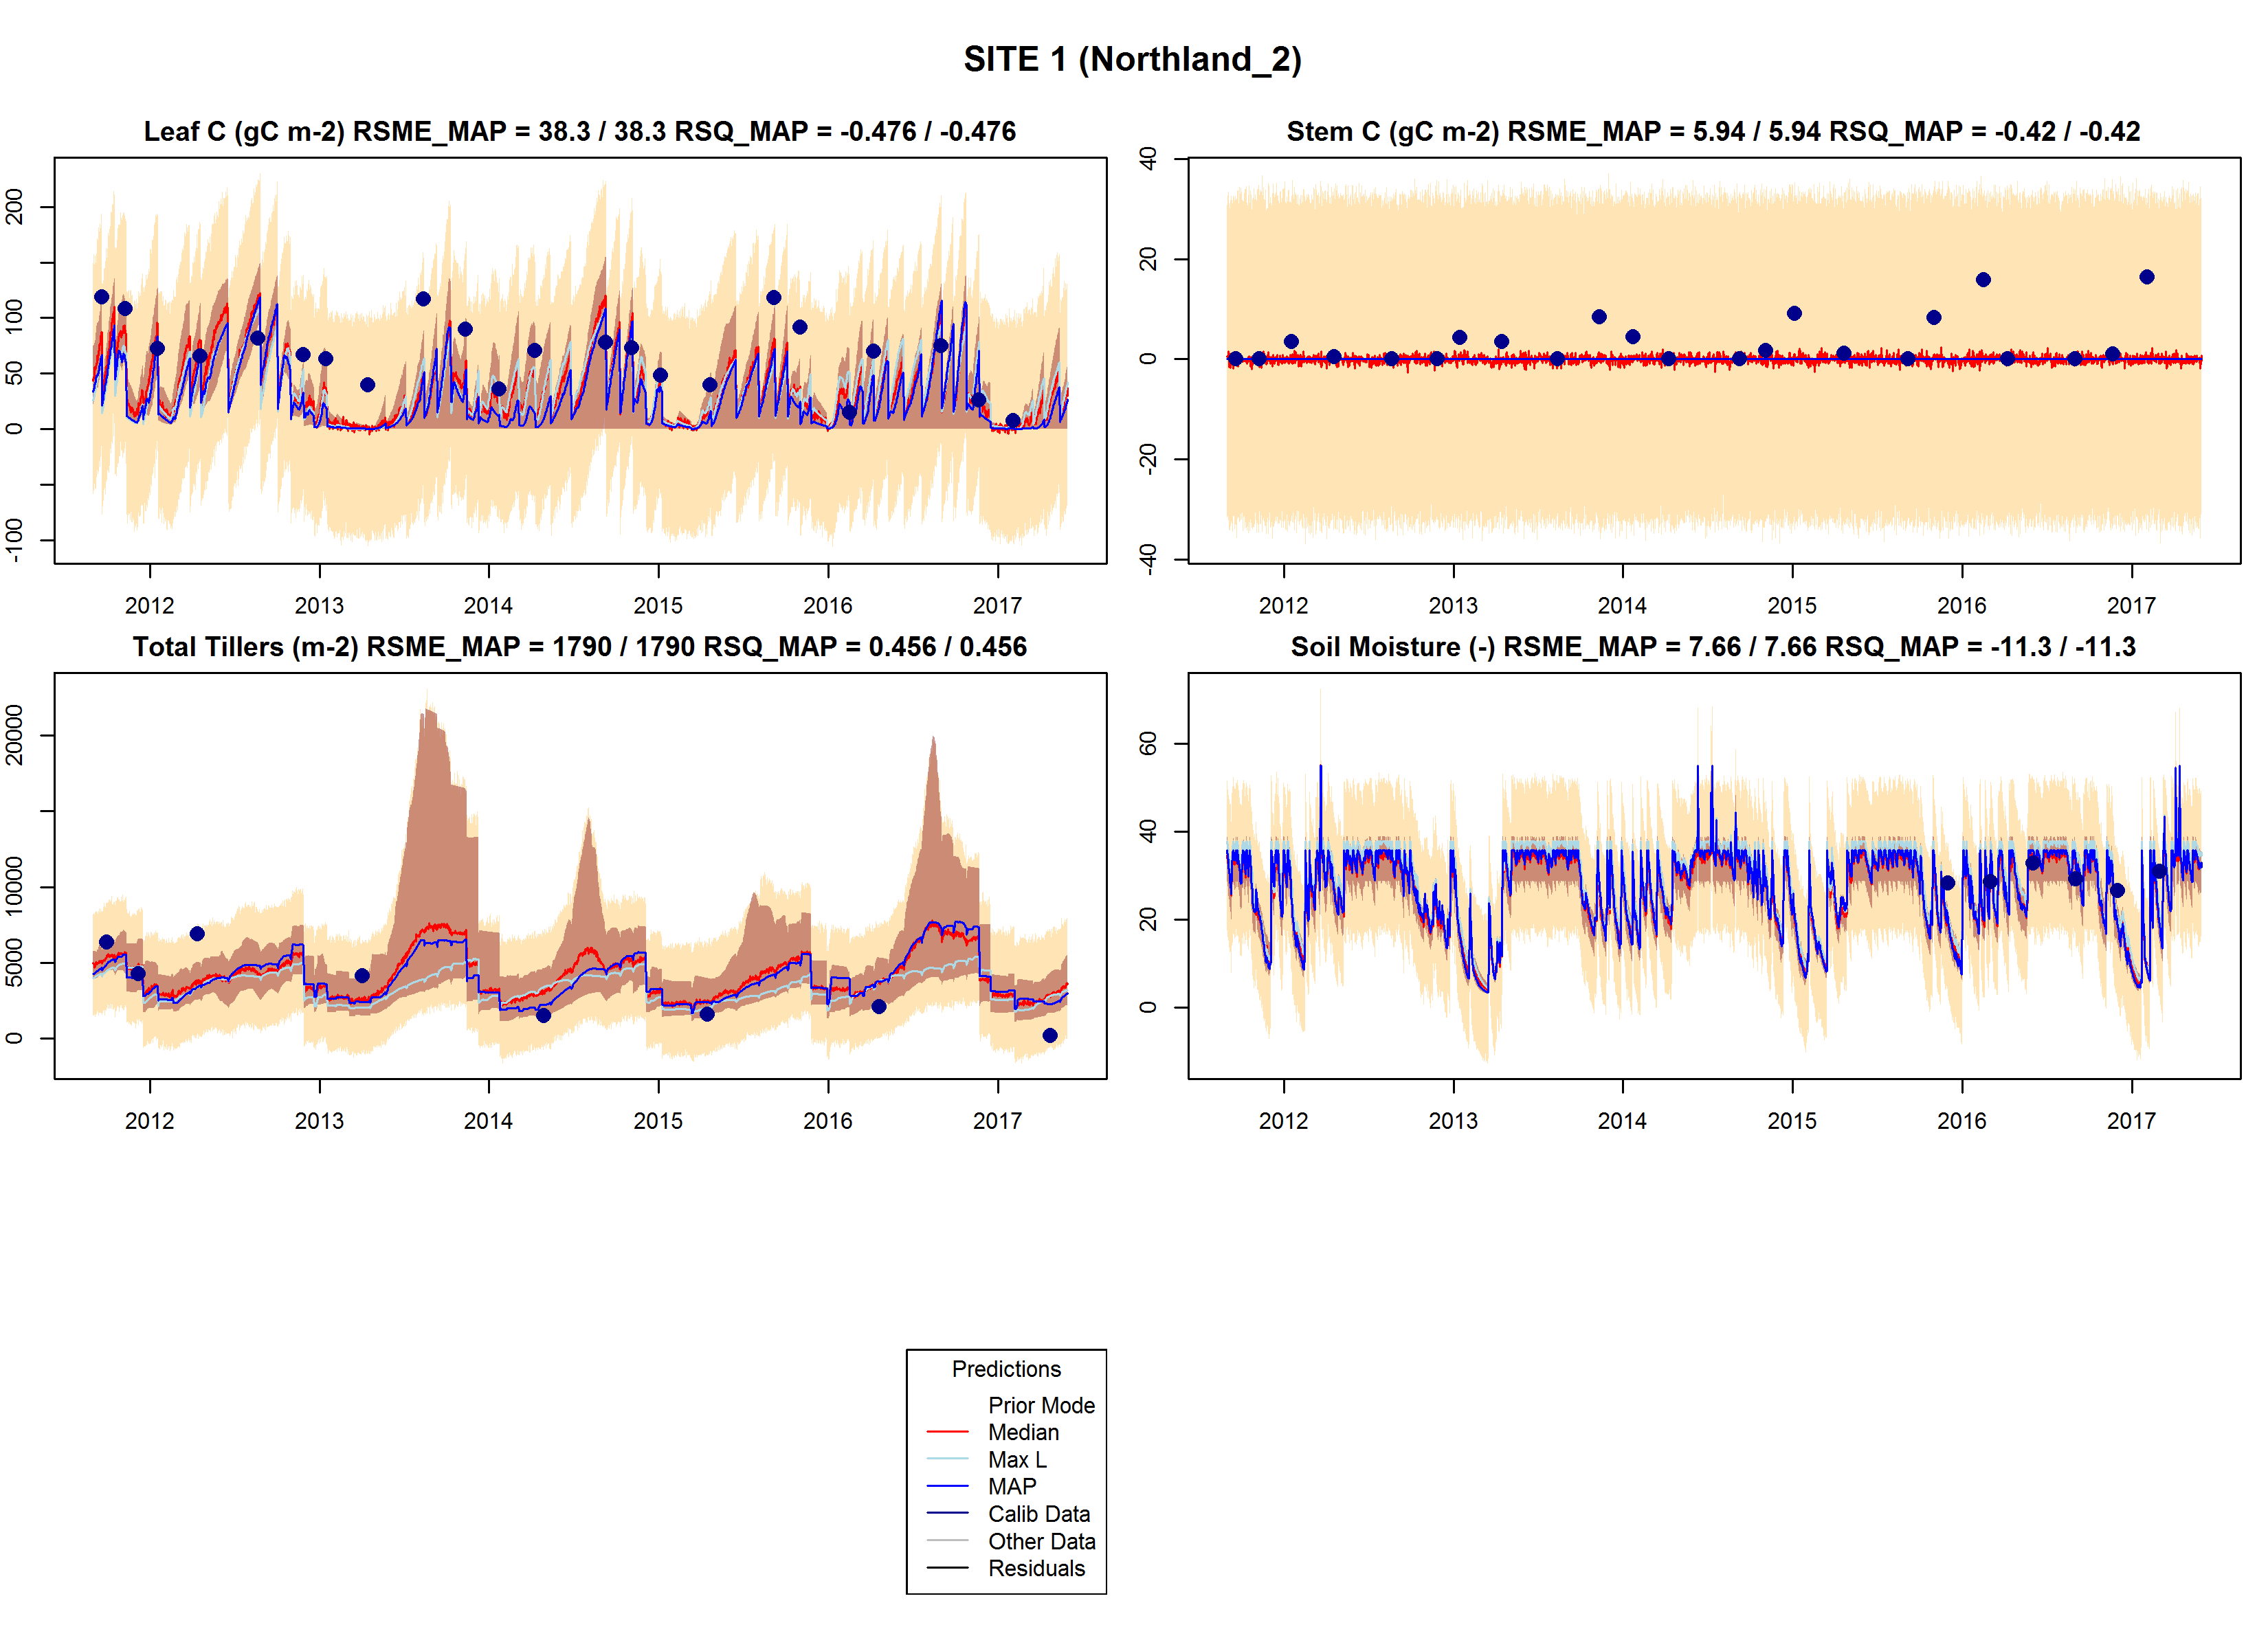 SITE 1 (Northland_2)
Leaf C (gC m-2) RSME_MAP = 38.3 / 38.3 RSQ_MAP = -0.476 / -0.476
200
100
50
0
-100
2012 2013 2014 2015 2016 2017
Stem C (gC m-2) RSME_MAP = 5.94 / 5.94 RSQ_MAP = -0.42 / -0.42
40
20
0
-20
-40
2012 2013 2014 2015 2016 2017
Total Tillers (m-2) RSME_MAP = 1790 / 1790 RSQ_MAP = 0.456 / 0.456
20000
10000
5000
0
2012 2013 2014 2015 2016 2017
Soil Moisture (-) RSME_MAP = 7.66 / 7.66 RSQ_MAP = -11.3 / -11.3
60
40
20
0
2012 2013 2014 2015 2016 2017
Predictions
Prior Mode
Median
Max L
MAP
Calib Data
Other Data
Residuals